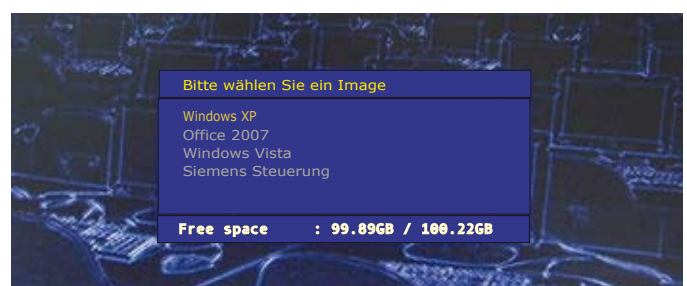 Bitte wählen Sie ein Image
Windows XP
Office 2007
Windows Vista
Siemens Steuerung
Free space : 99.89GB / 100.22GB